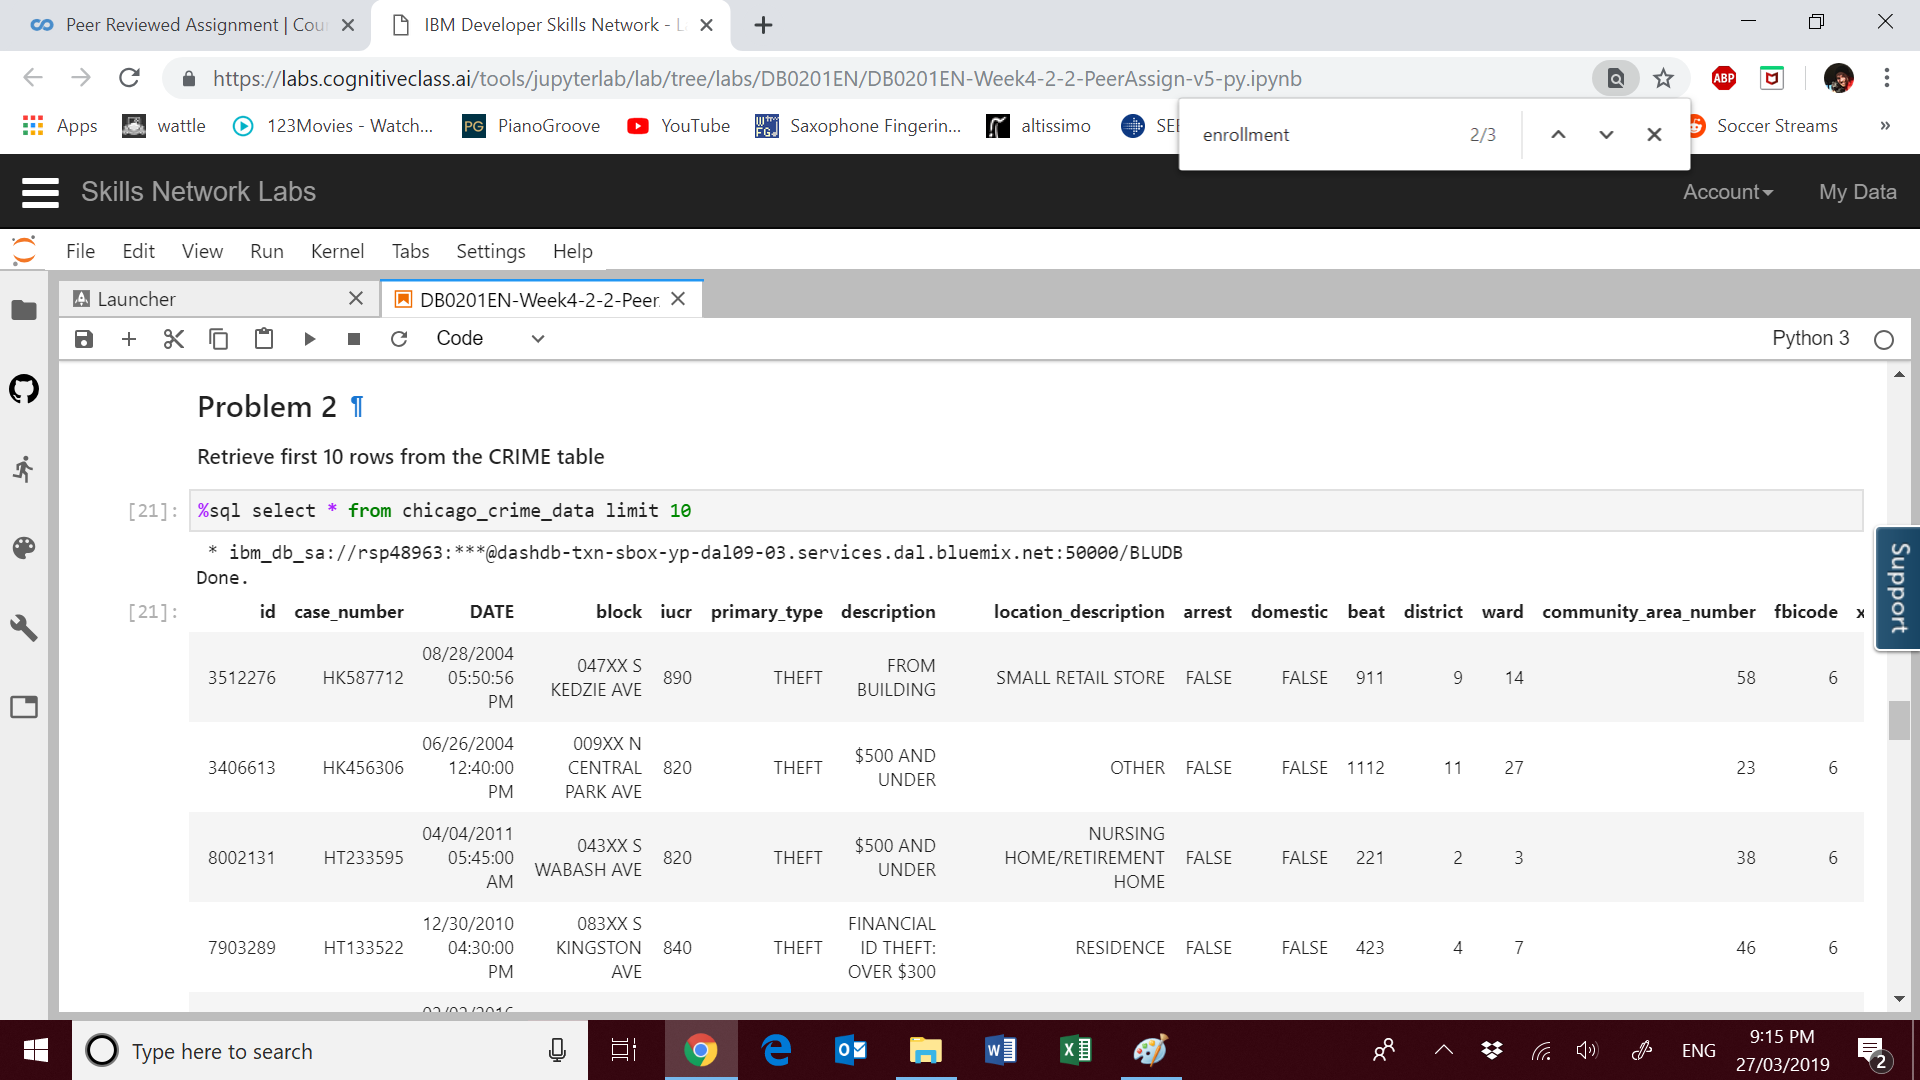 Peer Reviewed Assignment | Cou
IBM Developer Skills Network - L
https://labs.cognitiveclass.ai/tools/jupyterlab/lab/tree/labs/DB0201EN/DB0201EN-Week4-2-2-PeerAssign-v5-py.ipynb
ABP
Apps
wattle
123Movies - Watch...
PG PianoGroove
YouTube
Saxophone Fingerin...
altissimo
SE
Soccer Streams
»
enrollment 2/3
Skills Network Labs
Account
My Data
File Edit View Run Kernel Tabs Settings Help
Launcher
DB0201EN-Week4-2-2-Peer
Code
Python 3
Problem 2 ¶
Retrieve first 10 rows from the CRIME table
[21]: %sql select * from chicago_crime_data limit 10
* ibm_db_sa://rsp48963:***@dashdb-txn-sbox-yp-dal09-03.services.dal.bluemix.net:50000/BLUDB
Done.
[21]: id case_number DATE block iucr primary_type description location_description arrest domestic beat district ward community_area_number fbicode x
3512276 HK587712 08/28/2004 05:50:56 PM 047XX S KEDZIE AVE 890 THEFT FROM BUILDING SMALL RETAIL STORE FALSE FALSE 911 9 14 58 6
3406613 HK456306 06/26/2004 12:40:00 PM 009XX N CENTRAL PARK AVE 820 THEFT $500 AND UNDER OTHER FALSE FALSE 1112 11 27 23 6
8002131 HT233595 04/04/2011 05:45:00 AM 043XX S WABASH AVE 820 THEFT $500 AND UNDER NURSING HOME/RETIREMENT HOME FALSE FALSE 221 2 3 38 6
7903289 HT133522 12/30/2010 04:30:00 PM 083XX S KINGSTON AVE 840 THEFT FINANCIAL ID THEFT: OVER $300 RESIDENCE FALSE FALSE 423 4 7 46 6
Support
Type here to search
ENG
9:15 PM
27/03/2019
2